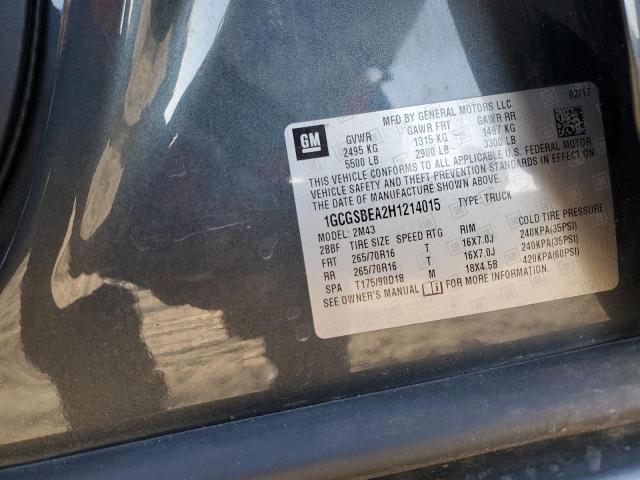 MFD BY GENERAL MOTORS LLC 02/17
GM GVWR GAWR FRT GAWR RR
2495 KG 1315 KG 1497 KG
5500 LB 2900 LB 3300 LB
THIS VEHICLE CONFORMS TO ALL APPLICABLE U.S. FEDERAL MOTOR
VEHICLE SAFETY AND THEFT PREVENTION STANDARDS IN EFFECT ON
THE DATE OF MANUFACTURE SHOWN ABOVE.
1GCGSBEA2H1214015 TYPE: TRUCK
MODEL: 2M43
2BBF TIRE SIZE SPEED RTG RIM COLD TIRE PRESSURE
FRT 265/70R16 T 16X7.0J 240KPA(35PSI)
RR 265/70R16 T 16X7.0J 240KPA(35PSI)
SPA T175/90D18 M 18X4.5B 420KPA(60PSI)
SEE OWNER'S MANUAL FOR MORE INFORMATION.